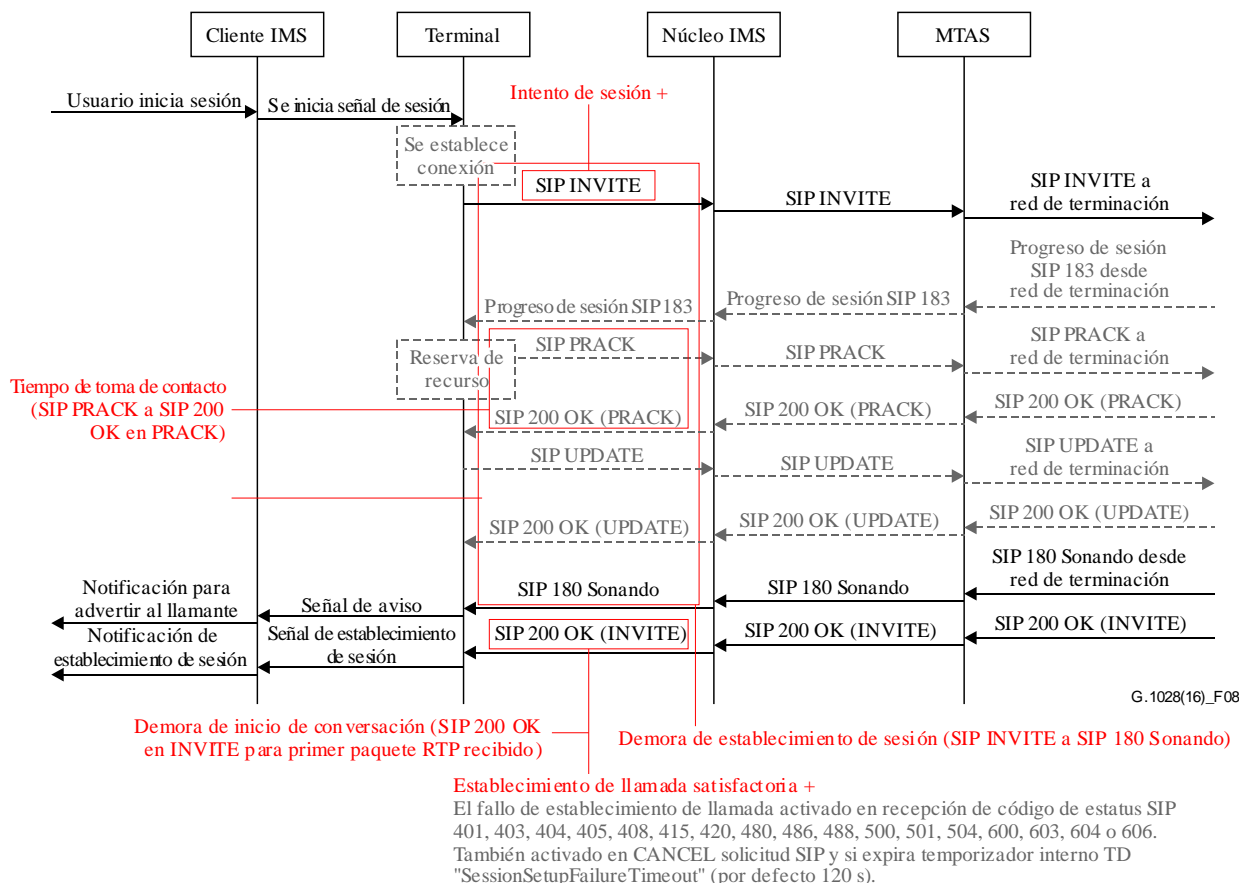 Cliente IMS
Terminal
Núcleo IMS
MTAS
Usuario inicia sesión
Se inicia señal de sesión
Intento de sesión +
Se establece
conexión
SIP INVITE
SIP INVITE
SIP INVITE a
red de terminación
Progreso de sesión
SIP 183 desde
red de terminación
Progreso de sesión SIP 183
Progreso de sesión SIP 183
Reserva de
recurso
SIP PRACK
SIP PRACK
SIP PRACK a
red de terminación
Tiempo de toma de contacto
(SIP PRACK a SIP 200
OK en PRACK)
SIP 200 OK (PRACK)
SIP 200 OK (PRACK)
SIP 200 OK (PRACK)
SIP UPDATE
SIP UPDATE
SIP UPDATE a
red de terminación
SIP 200 OK (UPDATE)
SIP 200 OK (UPDATE)
SIP 200 OK (UPDATE)
SIP 180 Sonando desde
red de terminación
Notificación para
advertir al llamante
Señal de aviso
SIP 180 Sonando
SIP 180 Sonando
Notificación de
establecimiento de sesión
Señal de establecimiento
de sesión
SIP 200 OK (INVITE)
SIP 200 OK (INVITE)
SIP 200 OK (INVITE)
G.1028(16)_F08
Demora de inicio de conversación (SIP 200 OK
en INVITE para primer paquete RTP recibido)
Demora de establecimiento de sesión (SIP INVITE a SIP 180 Sonando)
Establecimiento de llamada satisfactoria +
El fallo de establecimiento de llamada activado en recepción de código de estatus SIP
401, 403, 404, 405, 408, 415, 420, 480, 486, 488, 500, 501, 504, 600, 603, 604 o 606.
También activado en CANCEL solicitud SIP y si expira temporizador interno TD
"SessionSetupFailureTimeout" (por defecto 120 s).